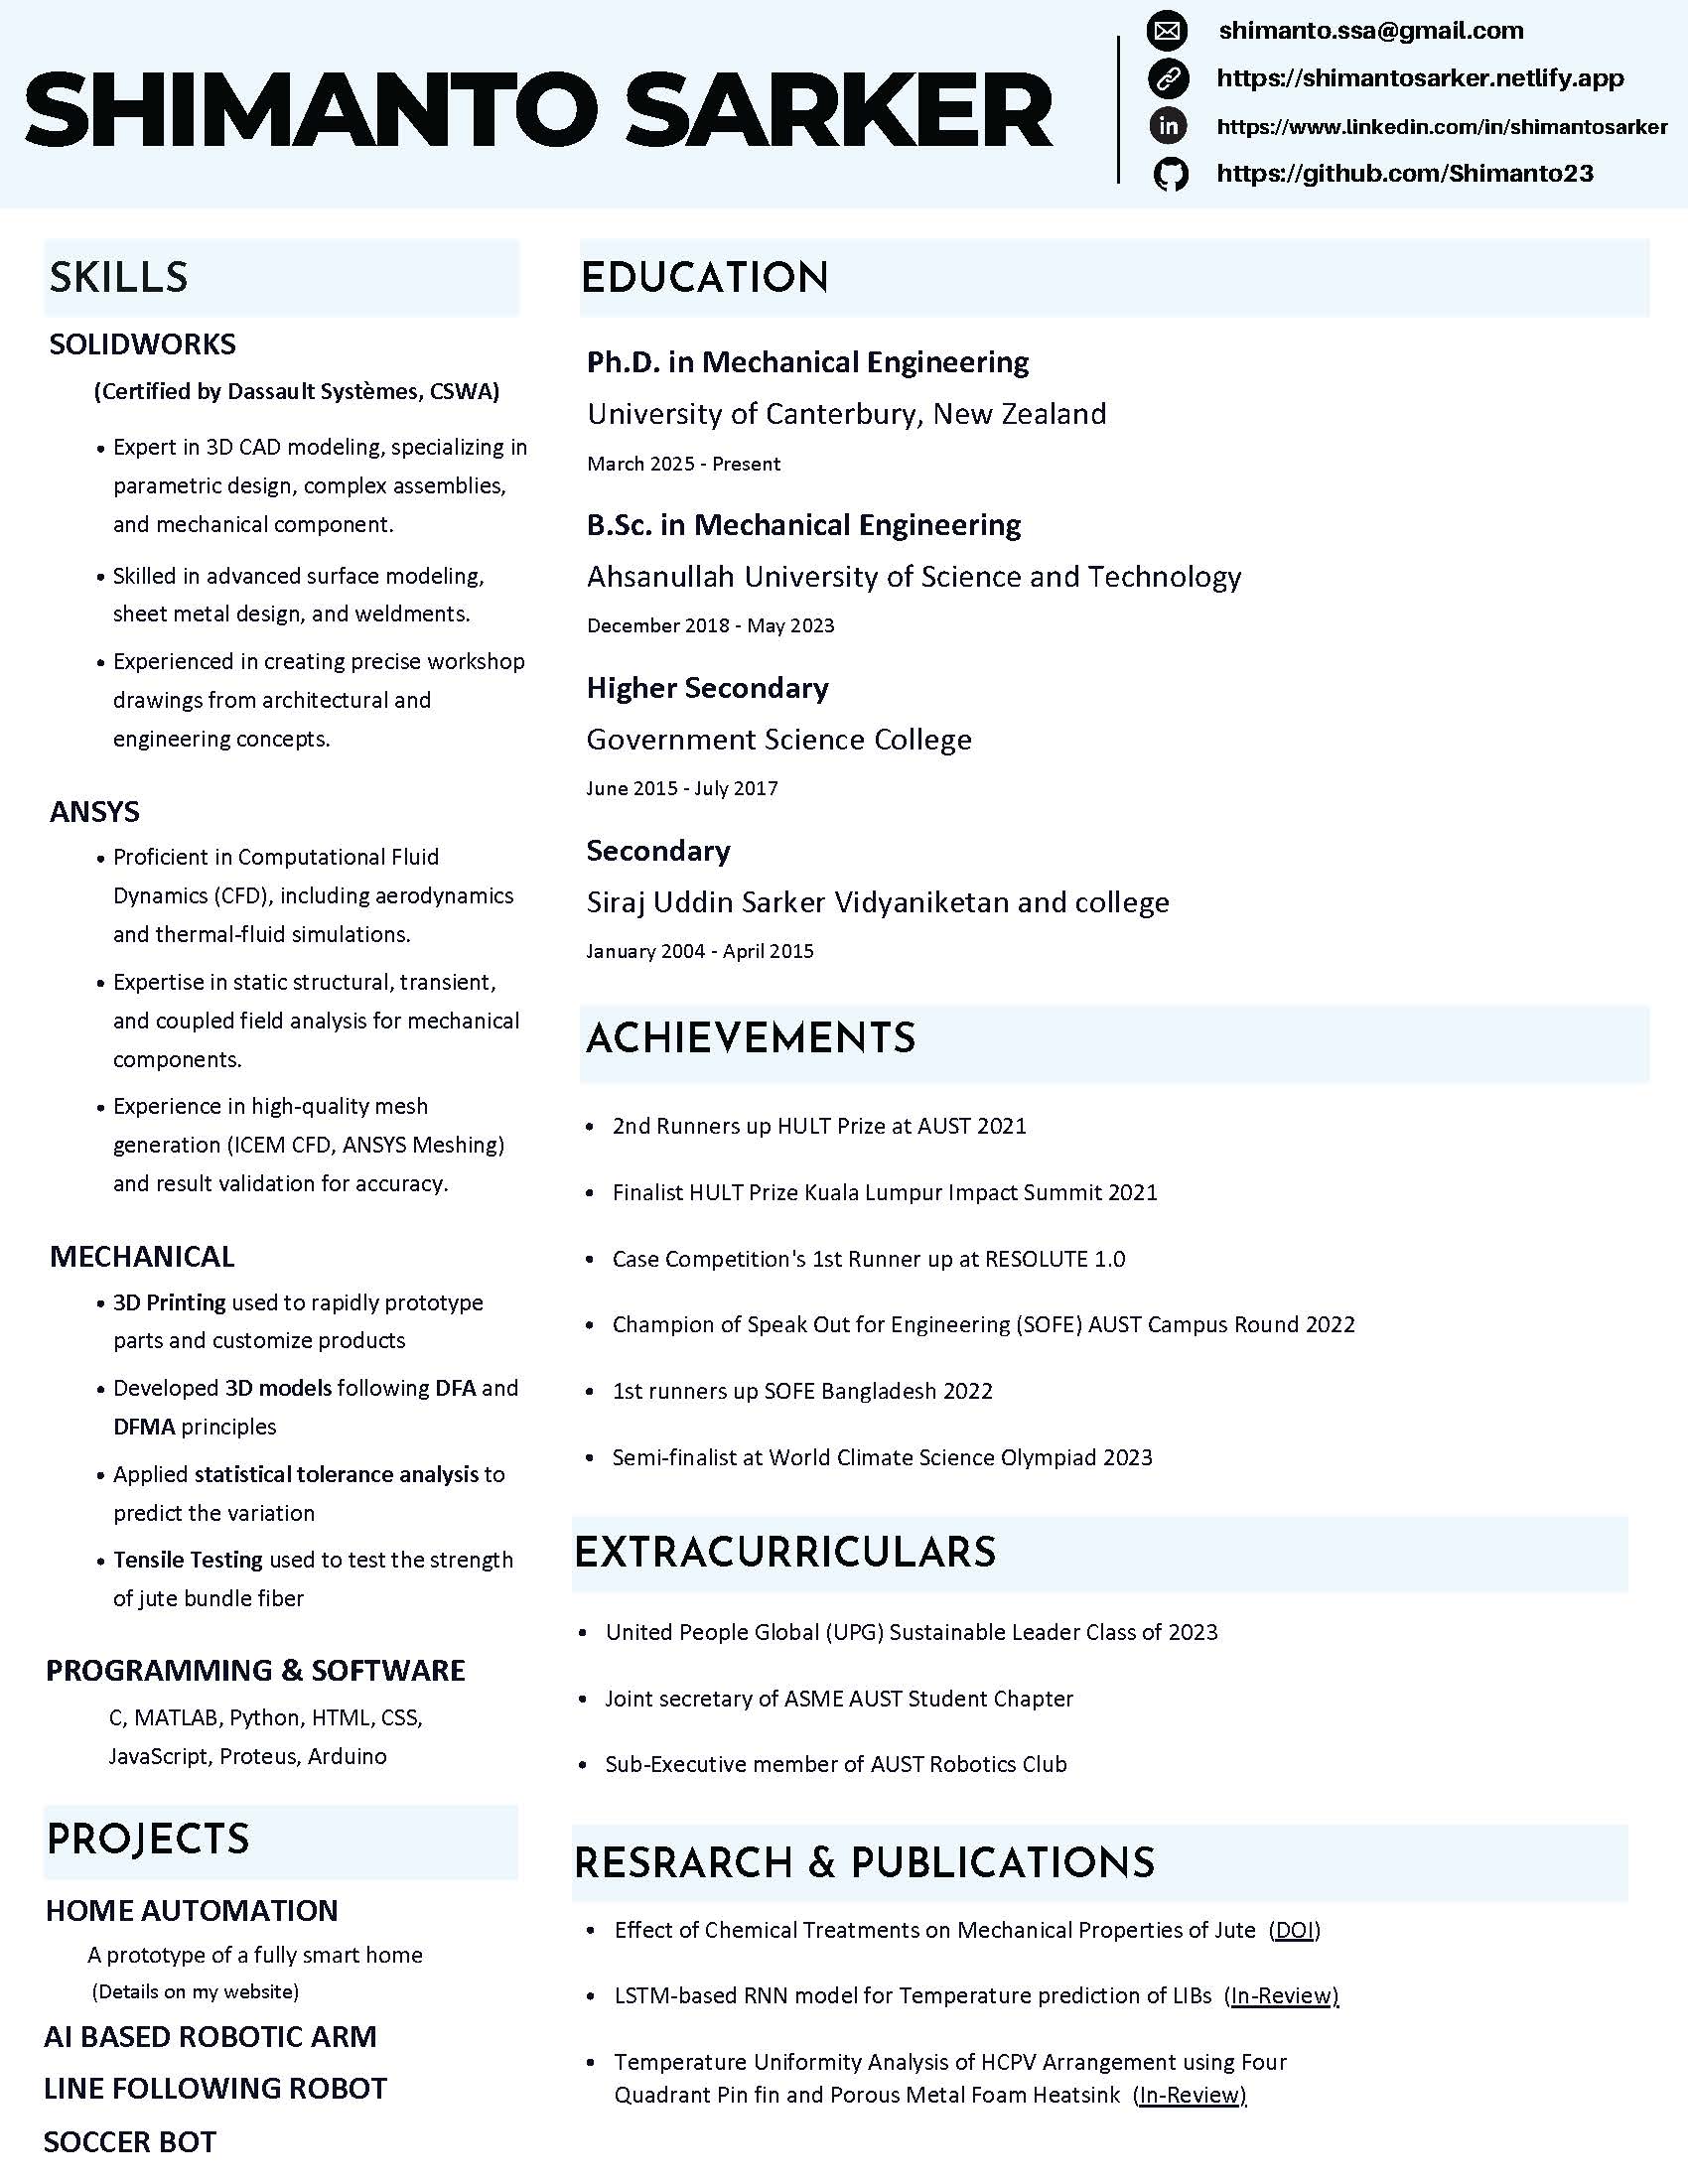 SHIMANTO SARKER
shimanto.ssa@gmail.com
https://shimantosarker.netlify.app
in
https://www.linkedin.com/in/shimantosarker
https://github.com/Shimanto23
SKILLS
SOLIDWORKS
(Certified by Dassault Systèmes, CSWA)
• Expert in 3D CAD modeling, specializing in
parametric design, complex assemblies,
and mechanical component.
• Skilled in advanced surface modeling,
sheet metal design, and weldments.
• Experienced in creating precise workshop
drawings from architectural and
engineering concepts.
ANSYS
• Proficient in Computational Fluid
Dynamics (CFD), including aerodynamics
and thermal-fluid simulations.
• Expertise in static structural, transient,
and coupled field analysis for mechanical
components.
• Experience in high-quality mesh
generation (ICEM CFD, ANSYS Meshing)
and result validation for accuracy.
MECHANICAL
• 3D Printing used to rapidly prototype
parts and customize products
• Developed 3D models following DFA and
DFMA principles
• Applied statistical tolerance analysis to
predict the variation
• Tensile Testing used to test the strength
of jute bundle fiber
PROGRAMMING & SOFTWARE
C, MATLAB, Python, HTML, CSS,
JavaScript, Proteus, Arduino
PROJECTS
HOME AUTOMATION
A prototype of a fully smart home
(Details on my website)
AI BASED ROBOTIC ARM
LINE FOLLOWING ROBOT
SOCCER BOT
EDUCATION
Ph.D. in Mechanical Engineering
University of Canterbury, New Zealand
March 2025 - Present
B.Sc. in Mechanical Engineering
Ahsanullah University of Science and Technology
December 2018 - May 2023
Higher Secondary
Government Science College
June 2015 - July 2017
Secondary
Siraj Uddin Sarker Vidyaniketan and college
January 2004 - April 2015
ACHIEVEMENTS
• 2nd Runners up HULT Prize at AUST 2021
• Finalist HULT Prize Kuala Lumpur Impact Summit 2021
• Case Competition's 1st Runner up at RESOLUTE 1.0
• Champion of Speak Out for Engineering (SOFE) AUST Campus Round 2022
• 1st runners up SOFE Bangladesh 2022
• Semi-finalist at World Climate Science Olympiad 2023
EXTRACURRICULARS
• United People Global (UPG) Sustainable Leader Class of 2023
• Joint secretary of ASME AUST Student Chapter
• Sub-Executive member of AUST Robotics Club
RESRARCH & PUBLICATIONS
• Effect of Chemical Treatments on Mechanical Properties of Jute (DOI)
• LSTM-based RNN model for Temperature prediction of LIBs (In-Review)
• Temperature Uniformity Analysis of HCPV Arrangement using Four
Quadrant Pin fin and Porous Metal Foam Heatsink (In-Review)